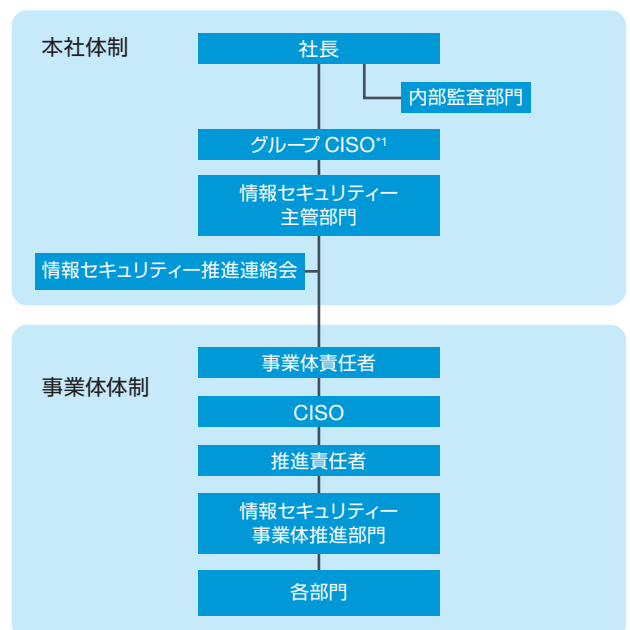 本社体制
社長
内部監査部門
グループ CISO*1
情報セキュリティー
主管部門
情報セキュリティー推進連絡会
事業体体制
事業体責任者
CISO
推進責任者
情報セキュリティー
事業体推進部門
各部門